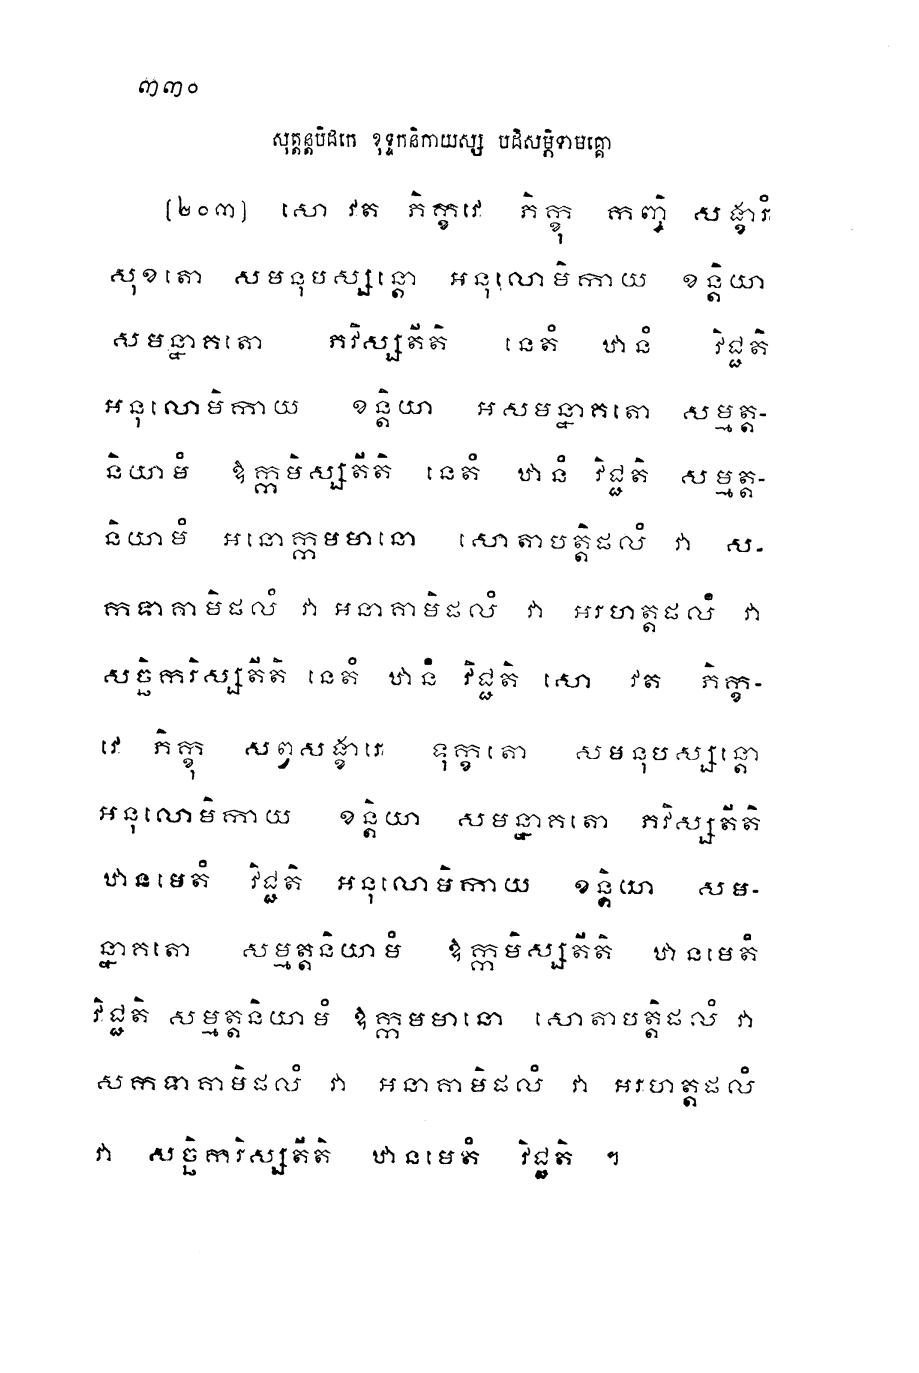 ៣៣០
សុត្តន្តបិដកេ ខុទ្ទកនិកាយស្ស បដិសម្ភិទាមគ្គោ
[២០៣] សោ វត ភិក្ខវេ ភិក្ខុ កញ្ចិ សង្ខារំ
សុខតោ សមនុបស្សន្តោ អនុលោមិកាយ ខន្តិយា
សមន្នាគតោ ភវិស្សតីតិ នេតំ ឋានំ វិជ្ជតិ
អនុលោមិកាយ ខន្តិយា អសមន្នាគតោ សម្មត្ត-
និយាមំ ឱក្កមិស្សតីតិ នេតំ ឋានំ វិជ្ជតិ សម្មត្ត-
និយាមំ អនោក្កមមានោ សោតាបត្តិផលំ វា ស-
កទាគាមិផលំ វា អនាគាមិផលំ វា អរហត្តផលំ វា
សច្ឆិការិស្សតីតិ នេតំ ឋានំ វិជ្ជតិ សោ វត ភិក្ខ-
វេ ភិក្ខុ សព្វសង្ខារេ ទុក្ខតោ សមនុបស្សន្តោ
អនុលោមិកាយ ខន្តិយា សមន្នាគតោ ភវិស្សតីតិ
ឋានមេតំ វិជ្ជតិ អនុលោមិកាយ ខន្តិយា សម-
ន្នាគតោ សម្មត្តនិយាមំ ឱក្កមិស្សតីតិ ឋានមេតំ
វិជ្ជតិ សម្មត្តនិយាមំ ឱក្កមមានោ សោតាបត្តិផលំ វា
សកទាគាមិផលំ វា អនាគាមិផលំ វា អរហត្តផលំ
វា សច្ឆិការិស្សតីតិ ឋានមេតំ វិជ្ជតិ ។